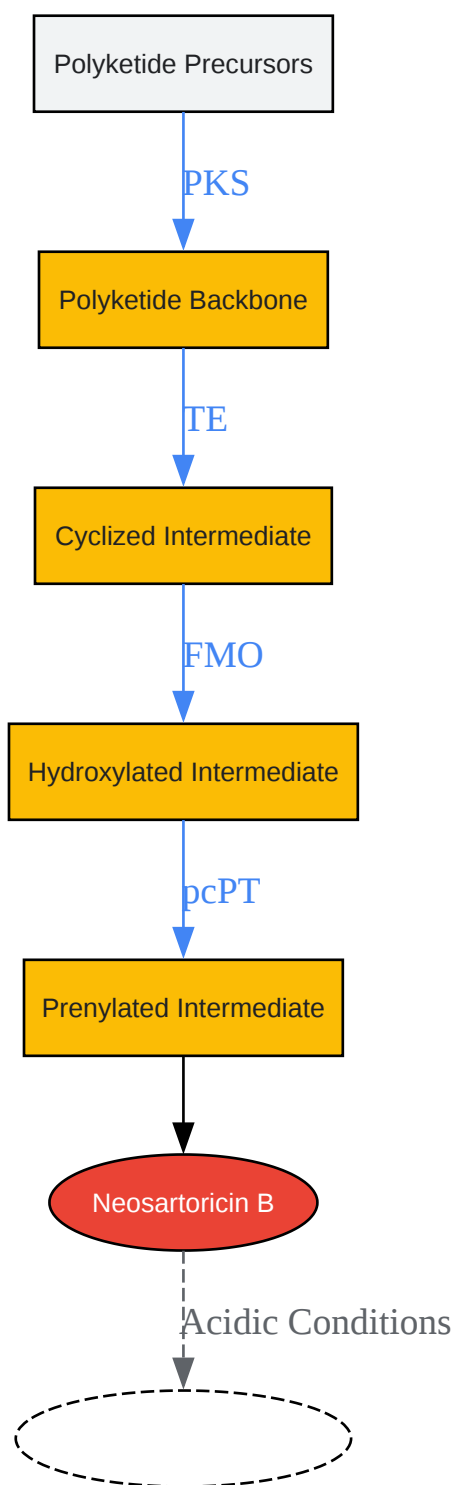 Polyketide Precursors
PKS
Polyketide Backbone
TE
Cyclized Intermediate
FMO
Hydroxylated Intermediate
pcPT
Prenylated Intermediate
Neosartoricin B
Acidic Conditions